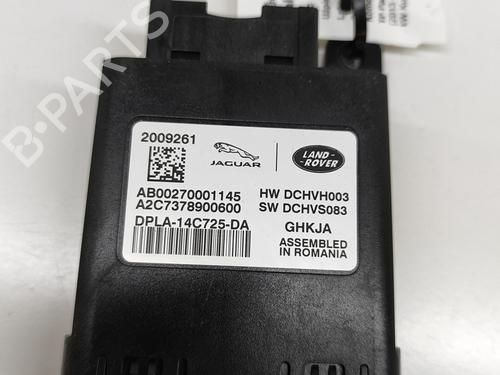 2009261
JAGUAR
LAND-
ROVER
AB00270001145
A2C7378900600
DPLA-14C725-DA
HW DCHVH003
SW DCHVS083
GHKJA
ASSEMBLED
IN ROMANIA
B-PARTS